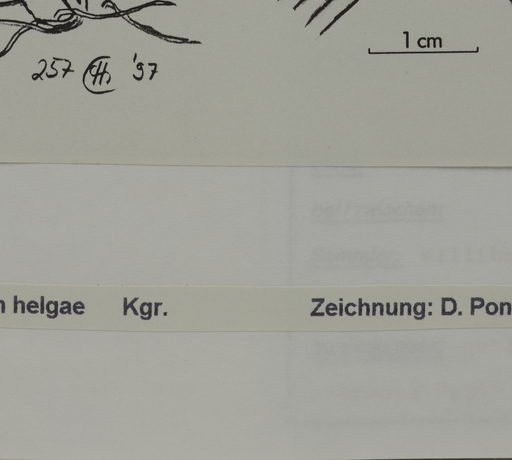 1 cm
257 '97
n helgae Kgr. Zeichnung: D. Pon